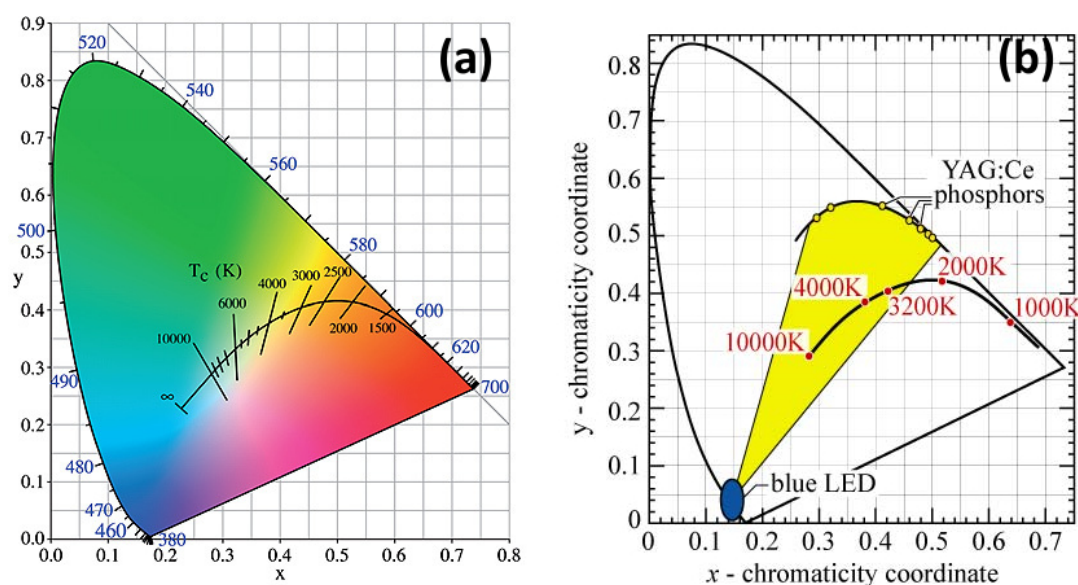 (a)
0.9
0.8
0.7
0.6
0.5
0.4
0.3
0.2
0.1
0.0
y
0.0 0.1 0.2 0.3 0.4 0.5 0.6 0.7 0.8
x
520
540
560
580
600
620
700
500
490
480
470
460
380
Tc (K)
∞
10000
6000
4000
3000
2500
2000
1500
(b)
y - chromaticity coordinate
0.8
0.7
0.6
0.5
0.4
0.3
0.2
0.1
0
0 0.1 0.2 0.3 0.4 0.5 0.6 0.7
x - chromaticity coordinate
YAG:Ce
phosphors
4000K
2000K
3200K
1000K
10000K
blue LED